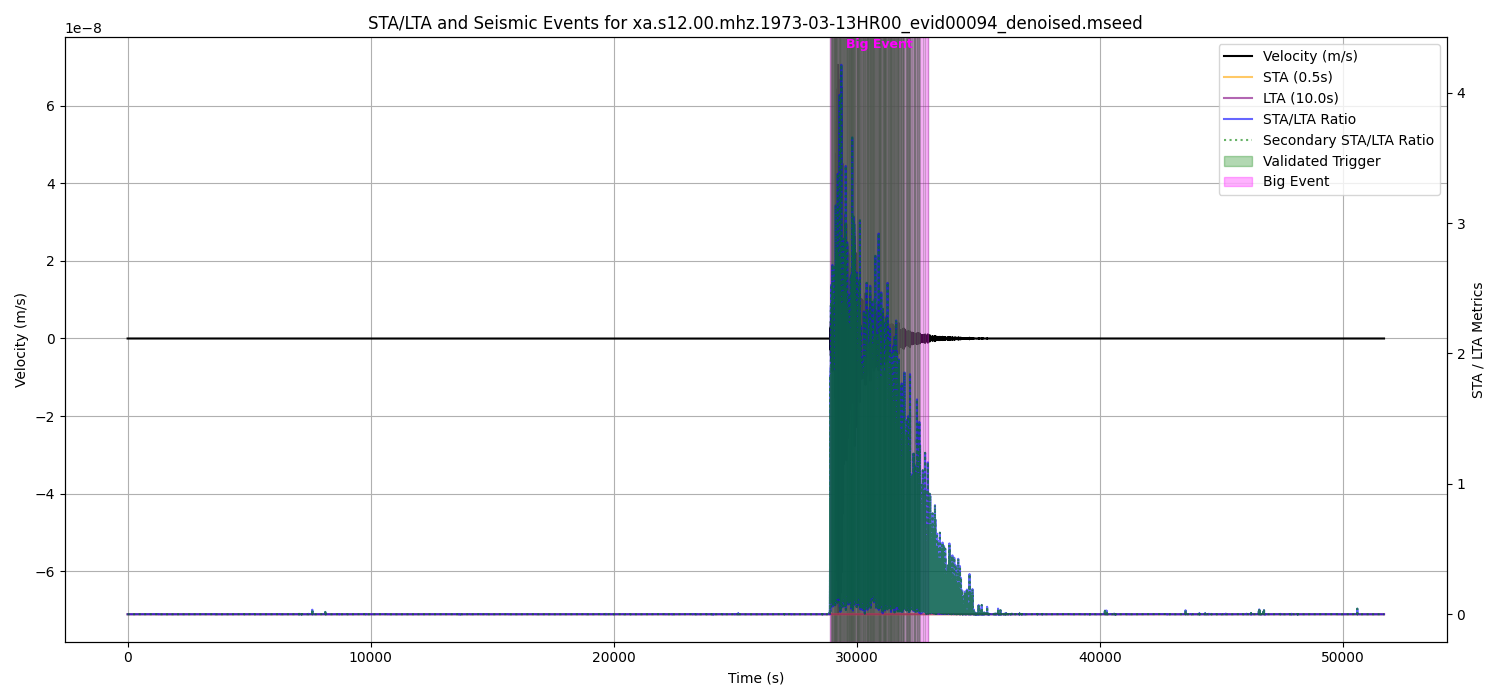 STA/LTA and Seismic Events for xa.s12.00.mhz.1973-03-13HR00_evid00094_denoised.mseed
1e−8
Big Event
Velocity (m/s)
STA (0.5s)
LTA (10.0s)
STA/LTA Ratio
Secondary STA/LTA Ratio
Validated Trigger
Big Event
6
4
2
0
−2
−4
−6
Velocity (m/s)
4
3
2
1
0
STA / LTA Metrics
0 10000 20000 30000 40000 50000
Time (s)